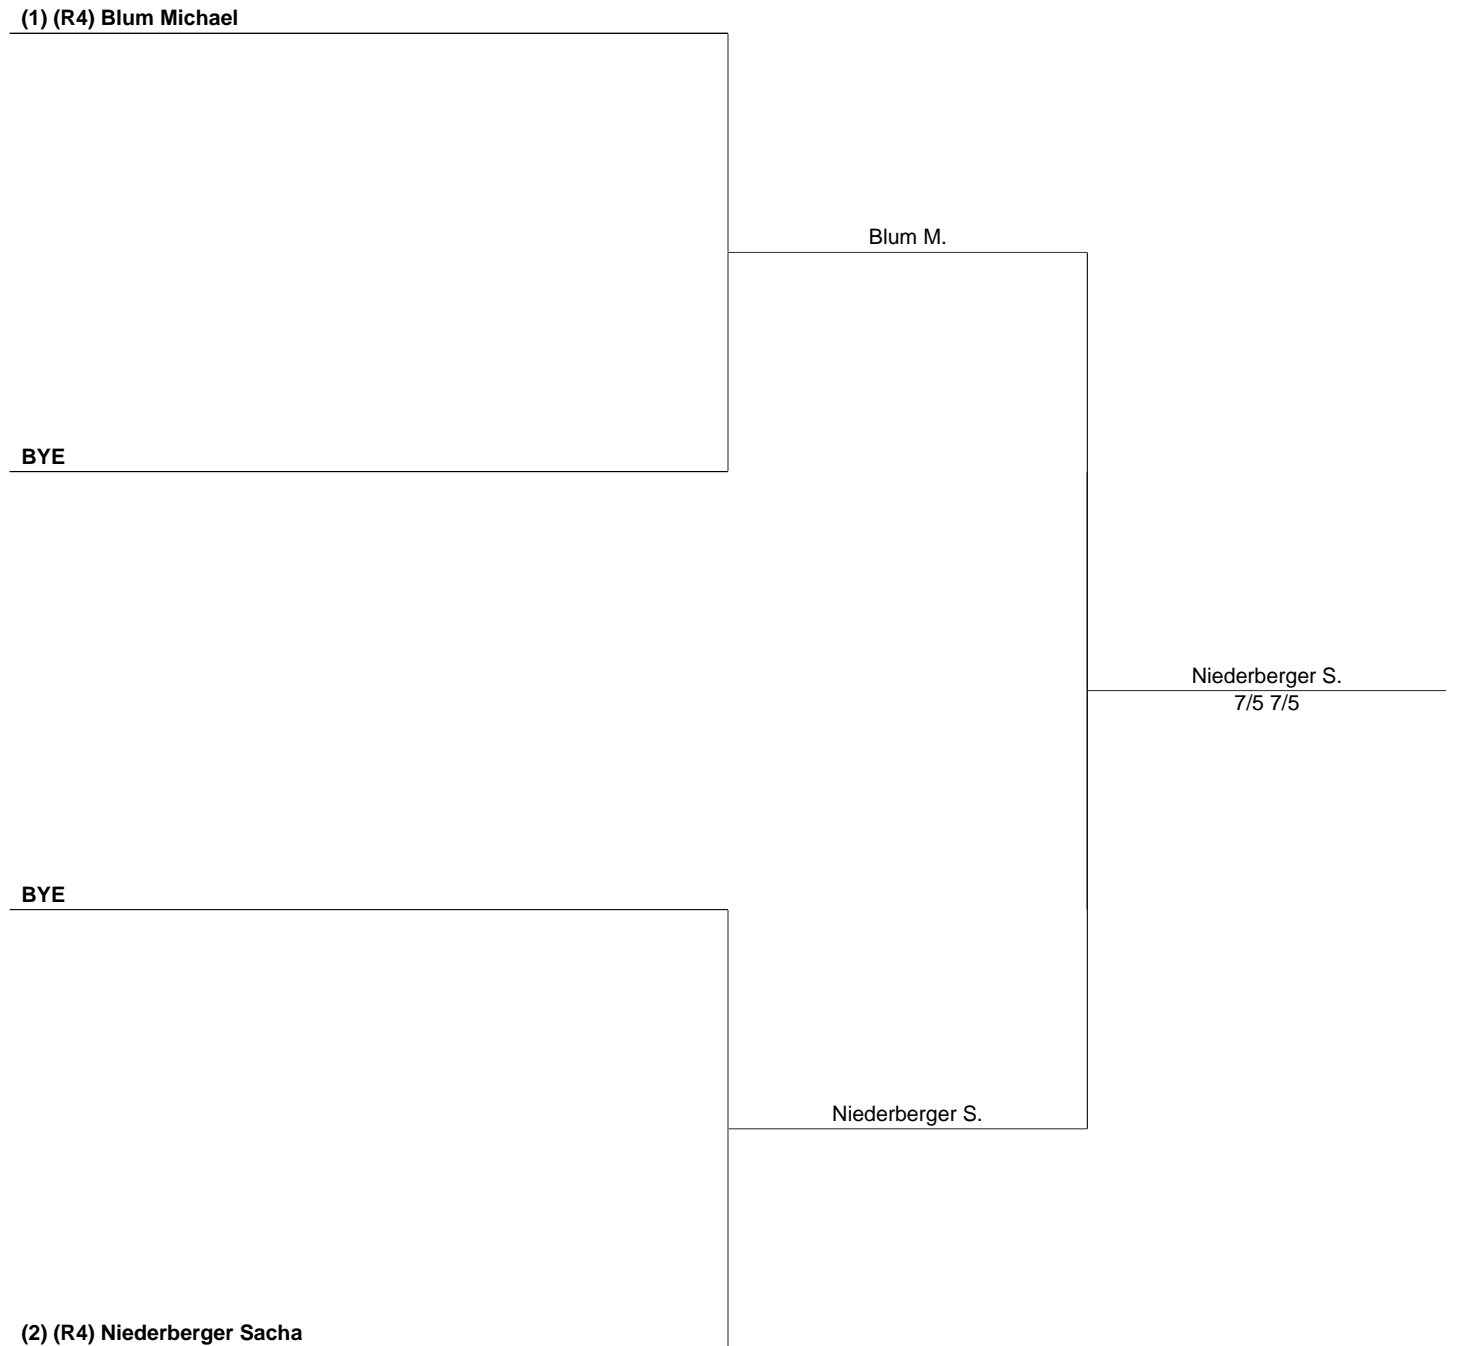 (1) (R4) Blum Michael
Blum M.
BYE
Niederberger S.
7/5 7/5
BYE
Niederberger S.
(2) (R4) Niederberger Sacha